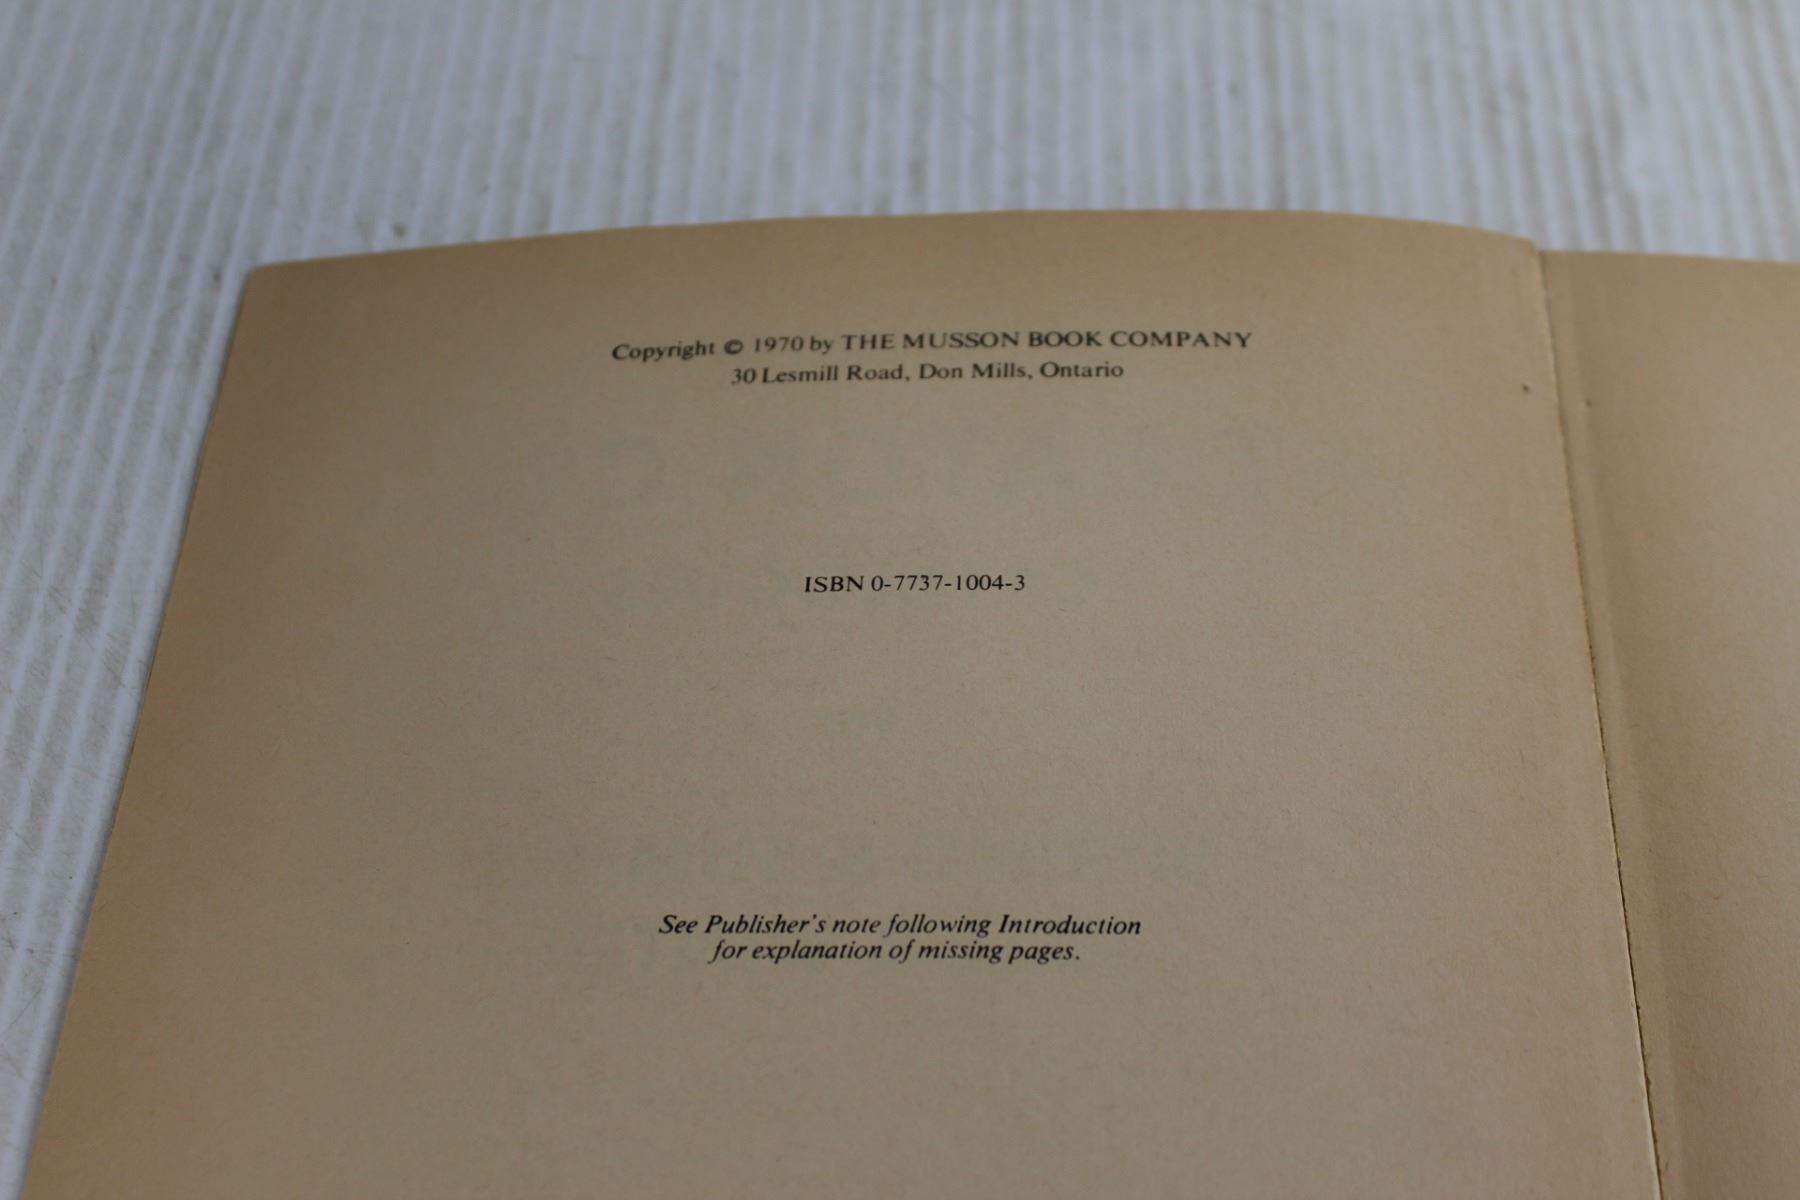 Copyright © 1970 by THE MUSSON BOOK COMPANY
30 Lesmill Road, Don Mills, Ontario
ISBN 0-7737-1004-3
See Publisher's note following Introduction
for explanation of missing pages.